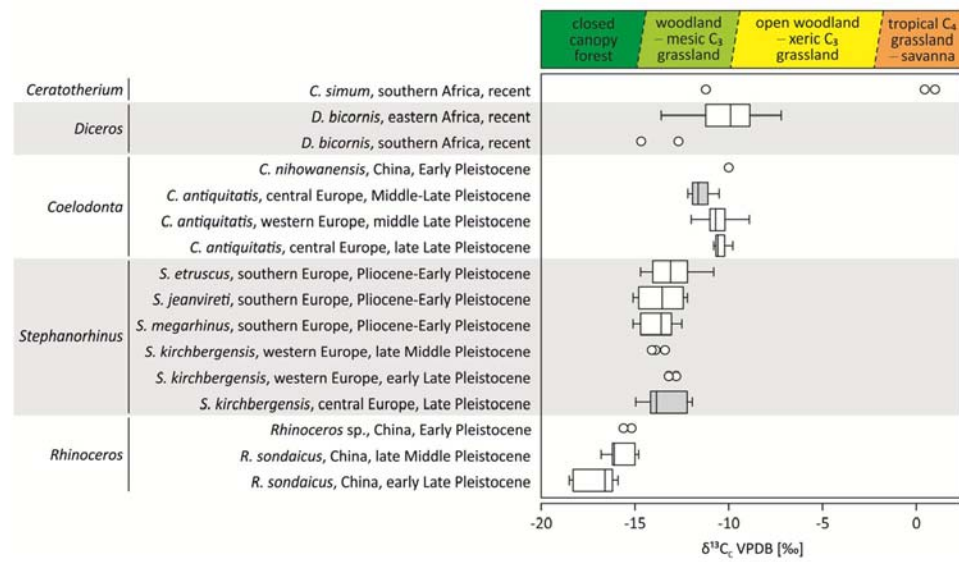 closed
canopy
forest
woodland
– mesic C₃
grassland
open woodland
– xeric C₃
grassland
tropical C₄
grassland
– savanna
Ceratotherium
C. simum, southern Africa, recent
Diceros
D. bicornis, eastern Africa, recent
D. bicornis, southern Africa, recent
Coelodonta
C. nihowanensis, China, Early Pleistocene
C. antiquitatis, central Europe, Middle-Late Pleistocene
C. antiquitatis, western Europe, middle Late Pleistocene
C. antiquitatis, central Europe, late Late Pleistocene
Stephanorhinus
S. etruscus, southern Europe, Pliocene-Early Pleistocene
S. jeanvireti, southern Europe, Pliocene-Early Pleistocene
S. megarhinus, southern Europe, Pliocene-Early Pleistocene
S. kirchbergensis, western Europe, late Middle Pleistocene
S. kirchbergensis, western Europe, early Late Pleistocene
S. kirchbergensis, central Europe, Late Pleistocene
Rhinoceros
Rhinoceros sp., China, Early Pleistocene
R. sondaicus, China, late Middle Pleistocene
R. sondaicus, China, early Late Pleistocene
-20 -15 -10 -5 0
δ¹³C꜀ VPDB [‰]